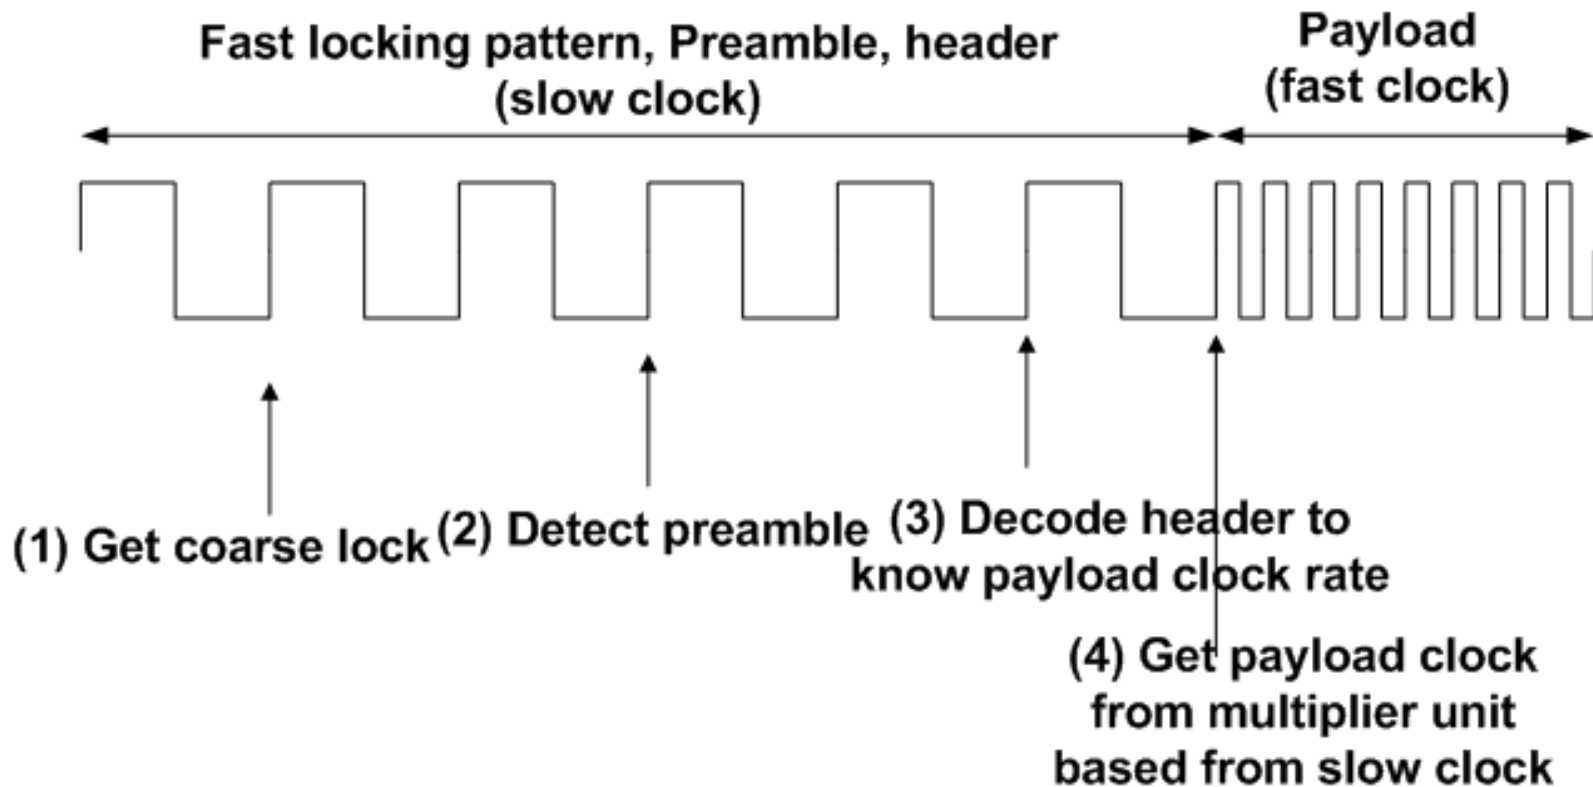 Fast locking pattern, Preamble, header
(slow clock)
Payload
(fast clock)
(1) Get coarse lock
(2) Detect preamble
(3) Decode header to
know payload clock rate
(4) Get payload clock
from multiplier unit
based from slow clock